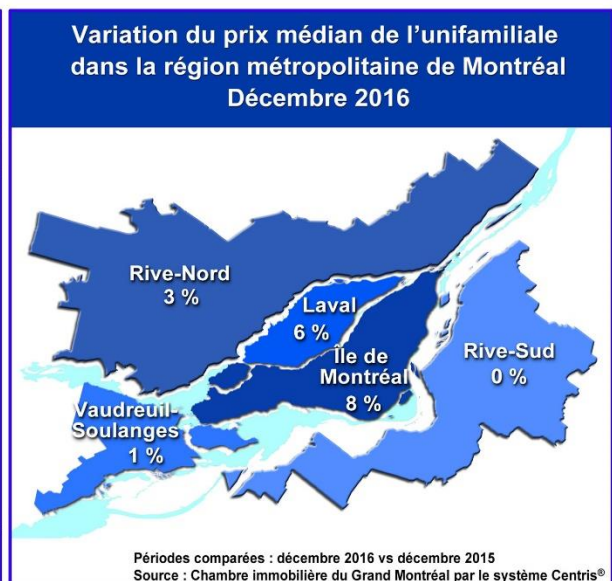 Variation du prix médian de l’unifamiliale
dans la région métropolitaine de Montréal
Décembre 2016
Rive-Nord
3 %
Laval
6 %
Île de
Montréal
8 %
Rive-Sud
0 %
Vaudreuil-
Soulanges
1 %
Périodes comparées : décembre 2016 vs décembre 2015
Source : Chambre immobilière du Grand Montréal par le système Centris®